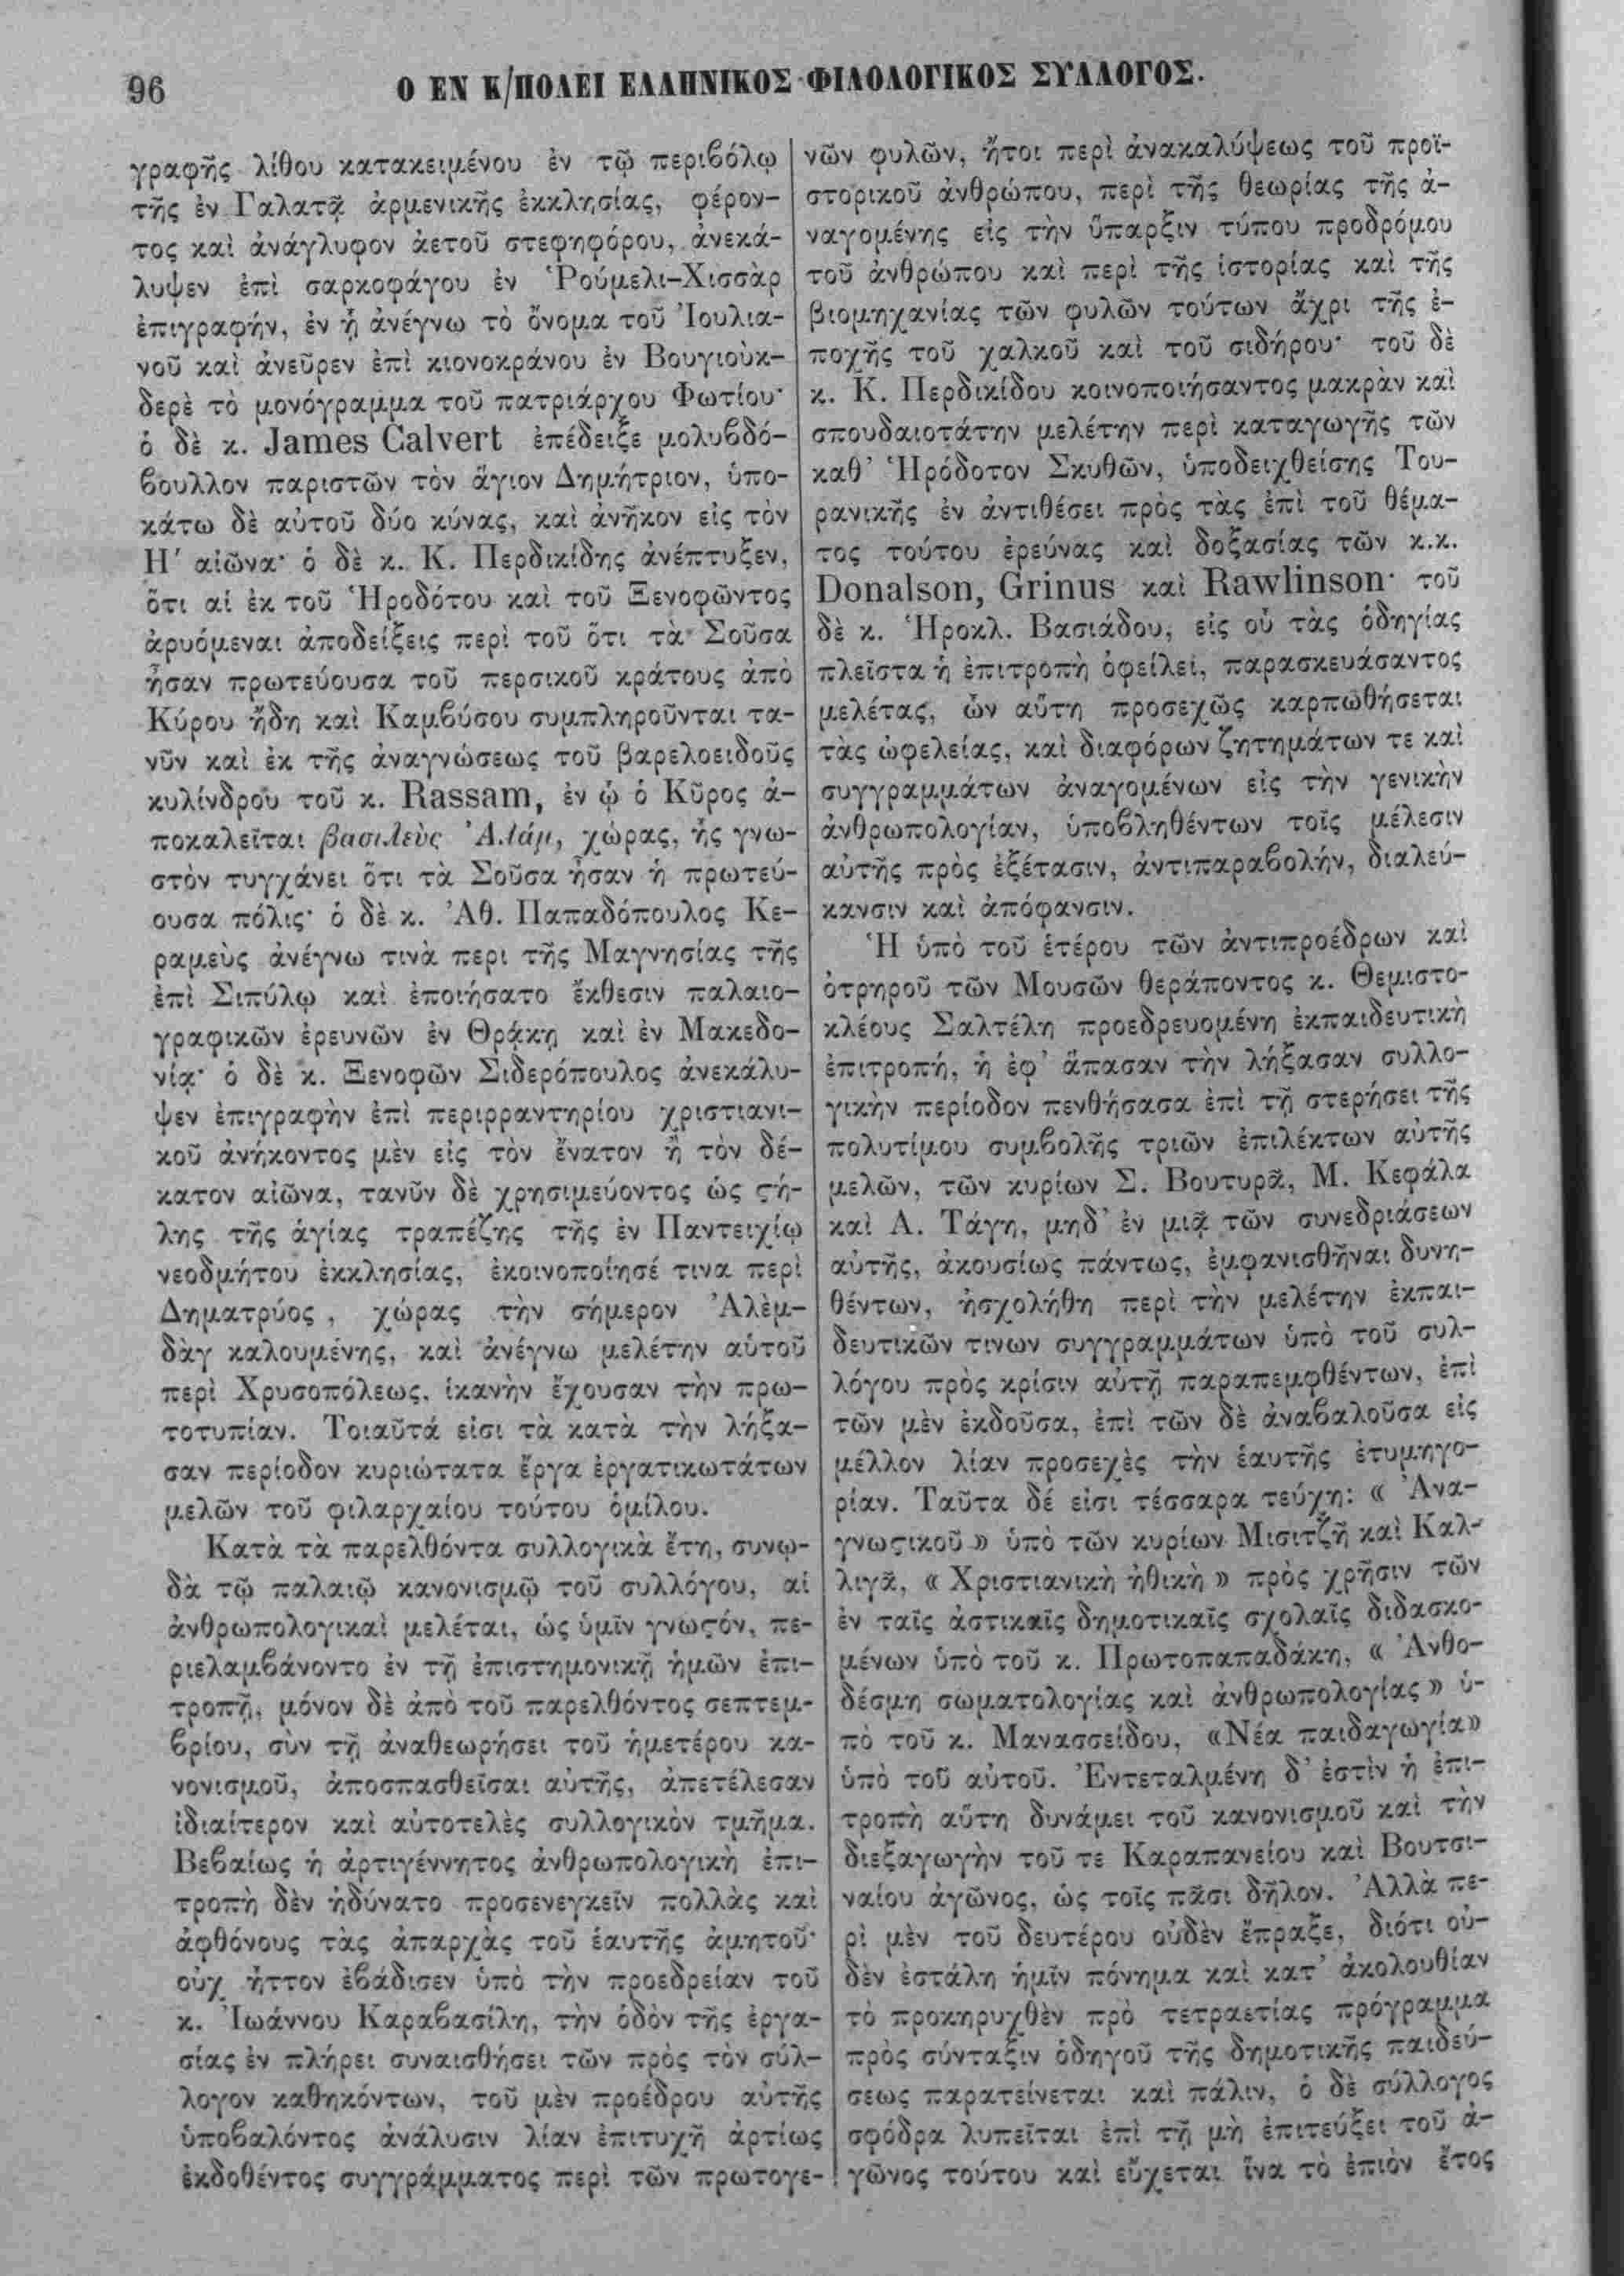 96
Ο ΕΝ Κ/ΠΟΛΕΙ ΕΛΛΗΝΙΚΟΣ ΦΙΛΟΛΟΓΙΚΟΣ ΣΥΛΛΟΓΟΣ.
γραφῆς λίθου κατακειμένου ἐν τῷ περιβόλῳ
τῆς ἐν Γαλατᾷ ἀρμενικῆς ἐκκλησίας, φέρον-
τος καὶ ἀνάγλυφον ἀετοῦ στεφηφόρου, ἀνεκά-
λυψεν ἐπὶ σαρκοφάγου ἐν Ῥούμελι-Χισσὰρ
ἐπιγραφήν, ἐν ᾗ ἀνέγνω τὸ ὄνομα τοῦ Ἰουλια-
νοῦ καὶ ἀνεῦρεν ἐπὶ κιονοκράνου ἐν Βουγιοὺκ-
δερὲ τὸ μονόγραμμα τοῦ πατριάρχου Φωτίου·
ὁ δὲ κ. James Calvert ἐπέδειξε μολυβδό-
βουλλον παριστῶν τὸν ἅγιον Δημήτριον, ὑπο-
κάτω δὲ αὐτοῦ δύο κύνας, καὶ ἀνῆκον εἰς τὸν
Η′ αἰῶνα· ὁ δὲ κ. Κ. Περδικίδης ἀνέπτυξεν,
ὅτι αἱ ἐκ τοῦ Ἡροδότου καὶ τοῦ Ξενοφῶντος
ἀρυόμεναι ἀποδείξεις περὶ τοῦ ὅτι τὰ Σοῦσα
ἦσαν πρωτεύουσα τοῦ περσικοῦ κράτους ἀπὸ
Κύρου ἤδη καὶ Καμβύσου συμπληροῦνται τα-
νῦν καὶ ἐκ τῆς ἀναγνώσεως τοῦ βαρελοειδοῦς
κυλίνδρου τοῦ κ. Rassam, ἐν ᾧ ὁ Κῦρος ἀ-
ποκαλεῖται βασιλεὺς Ἀλάμ, χώρας, ἧς γνω-
στὸν τυγχάνει ὅτι τὰ Σοῦσα ἦσαν ἡ πρωτεύ-
ουσα πόλις· ὁ δὲ κ. Ἀθ. Παπαδόπουλος Κε-
ραμεὺς ἀνέγνω τινὰ περι τῆς Μαγνησίας τῆς
ἐπὶ Σιπύλῳ καὶ ἐποιήσατο ἔκθεσιν παλαιο-
γραφικῶν ἐρευνῶν ἐν Θρᾴκῃ καὶ ἐν Μακεδο-
νίᾳ· ὁ δὲ κ. Ξενοφῶν Σιδερόπουλος ἀνεκάλυ-
ψεν ἐπιγραφὴν ἐπὶ περιρραντηρίου χριστιανι-
κοῦ ἀνήκοντος μὲν εἰς τὸν ἔνατον ἢ τὸν δέ-
κατον αἰῶνα, τανῦν δὲ χρησιμεύοντος ὡς ϛή-
λης τῆς ἁγίας τραπέζης τῆς ἐν Παντειχίῳ
νεοδμήτου ἐκκλησίας, ἐκοινοποίησέ τινα περὶ
Δηματρύος , χώρας τὴν σήμερον Ἀλὲμ-
δὰγ καλουμένης, καὶ ἀνέγνω μελέτην αὑτοῦ
περὶ Χρυσοπόλεως, ἱκανὴν ἔχουσαν τὴν πρω-
τοτυπίαν. Τοιαῦτά εἰσι τὰ κατὰ τὴν λήξα-
σαν περίοδον κυριώτατα ἔργα ἐργατικωτάτων
μελῶν τοῦ φιλαρχαίου τούτου ὁμίλου.
Κατὰ τὰ παρελθόντα συλλογικὰ ἔτη, συνῳ-
δὰ τῷ παλαιῷ κανονισμῷ τοῦ συλλόγου, αἱ
ἀνθρωπολογικαὶ μελέται, ὡς ὑμῖν γνωϛόν, πε-
ριελαμβάνοντο ἐν τῇ ἐπιστημονικῇ ἡμῶν ἐπι-
τροπῇ, μόνον δὲ ἀπὸ τοῦ παρελθόντος σεπτεμ-
βρίου, σὺν τῇ ἀναθεωρήσει τοῦ ἡμετέρου κα-
νονισμοῦ, ἀποσπασθεῖσαι αὐτῆς, ἀπετέλεσαν
ἰδιαίτερον καὶ αὐτοτελὲς συλλογικὸν τμῆμα.
Βεβαίως ἡ ἀρτιγέννητος ἀνθρωπολογικὴ ἐπι-
τροπὴ δὲν ἠδύνατο προσενεγκεῖν πολλὰς καὶ
ἀφθόνους τὰς ἀπαρχὰς τοῦ ἑαυτῆς ἀμητοῦ·
οὐχ ἧττον ἐβάδισεν ὑπὸ τὴν προεδρείαν τοῦ
κ. Ἰωάννου Καραβασίλη, τὴν ὁδὸν τῆς ἐργα-
σίας ἐν πλήρει συναισθήσει τῶν πρὸς τὸν σύλ-
λογον καθηκόντων, τοῦ μὲν προέδρου αὐτῆς
ὑποβαλόντος ἀνάλυσιν λίαν ἐπιτυχῆ ἀρτίως
ἐκδοθέντος συγγράμματος περὶ τῶν πρωτογε-
νῶν φυλῶν, ἤτοι περὶ ἀνακαλύψεως τοῦ προϊ-
στορικοῦ ἀνθρώπου, περὶ τῆς θεωρίας τῆς ἀ-
ναγομένης εἰς τὴν ὕπαρξιν τύπου προδρόμου
τοῦ ἀνθρώπου καὶ περὶ τῆς ἱστορίας καὶ τῆς
βιομηχανίας τῶν φυλῶν τούτων ἄχρι τῆς ἐ-
ποχῆς τοῦ χαλκοῦ καὶ τοῦ σιδήρου· τοῦ δὲ
κ. Κ. Περδικίδου κοινοποιήσαντος μακρὰν καὶ
σπουδαιοτάτην μελέτην περὶ καταγωγῆς τῶν
καθ’ Ἡρόδοτον Σκυθῶν, ὑποδειχθείσης Του-
ρανικῆς ἐν ἀντιθέσει πρὸς τὰς ἐπὶ τοῦ θέμα-
τος τούτου ἐρεύνας καὶ δοξασίας τῶν κ.κ.
Donalson, Grinus καὶ Rawlinson· τοῦ
δὲ κ. Ἡροκλ. Βασιάδου, εἰς οὗ τὰς ὁδηγίας
πλεῖστα ἡ ἐπιτροπὴ ὀφείλει, παρασκευάσαντος
μελέτας, ὧν αὕτη προσεχῶς καρπωθήσεται
τὰς ὠφελείας, καὶ διαφόρων ζητημάτων τε καὶ
συγγραμμάτων ἀναγομένων εἰς τὴν γενικὴν
ἀνθρωπολογίαν, ὑποβληθέντων τοῖς μέλεσιν
αὐτῆς πρὸς ἐξέτασιν, ἀντιπαραβολήν, διαλεύ-
κανσιν καὶ ἀπόφανσιν.
Ἡ ὑπὸ τοῦ ἑτέρου τῶν ἀντιπροέδρων καὶ
ὀτρηροῦ τῶν Μουσῶν θεράποντος κ. Θεμιστο-
κλέους Σαλτέλη προεδρευομένη ἐκπαιδευτικὴ
ἐπιτροπή, ἡ ἐφ’ ἅπασαν τὴν λήξασαν συλλο-
γικὴν περίοδον πενθήσασα ἐπὶ τῇ στερήσει τῆς
πολυτίμου συμβολῆς τριῶν ἐπιλέκτων αὐτῆς
μελῶν, τῶν κυρίων Σ. Βουτυρᾶ, Μ. Κεφάλα
καὶ Λ. Τάγη, μηδ’ ἐν μιᾷ τῶν συνεδριάσεων
αὐτῆς, ἀκουσίως πάντως, ἐμφανισθῆναι δυνη-
θέντων, ἠσχολήθη περὶ τὴν μελέτην ἐκπαι-
δευτικῶν τινων συγγραμμάτων ὑπὸ τοῦ συλ-
λόγου πρὸς κρίσιν αὐτῇ παραπεμφθέντων, ἐπὶ
τῶν μὲν ἐκδοῦσα, ἐπὶ τῶν δὲ ἀναβαλοῦσα εἰς
μέλλον λίαν προσεχὲς τὴν ἑαυτῆς ἐτυμηγο-
ρίαν. Ταῦτα δέ εἰσι τέσσαρα τεύχη: « Ἀνα-
γνωϛικοῦ » ὑπὸ τῶν κυρίων Μισιτζῆ καὶ Καλ-
λιγᾶ, « Χριστιανικὴ ἠθικὴ » πρὸς χρῆσιν τῶν
ἐν ταῖς ἀστικαῖς δημοτικαῖς σχολαῖς διδασκο-
μένων ὑπὸ τοῦ κ. Πρωτοπαπαδάκη, « Ἀνθο-
δέσμη σωματολογίας καὶ ἀνθρωπολογίας » ὑ-
πὸ τοῦ κ. Μανασσείδου, «Νέα παιδαγωγία»
ὑπὸ τοῦ αὐτοῦ. Ἐντεταλμένη δ’ ἐστὶν ἡ ἐπι-
τροπὴ αὕτη δυνάμει τοῦ κανονισμοῦ καὶ τὴν
διεξαγωγὴν τοῦ τε Καραπανείου καὶ Βουτσι-
ναίου ἀγῶνος, ὡς τοῖς πᾶσι δῆλον. Ἀλλὰ πε-
ρὶ μὲν τοῦ δευτέρου οὐδὲν ἔπραξε, διότι οὐ-
δὲν ἐστάλη ἡμῖν πόνημα καὶ κατ’ ἀκολουθίαν
τὸ προκηρυχθὲν πρὸ τετραετίας πρόγραμμα
πρὸς σύνταξιν ὁδηγοῦ τῆς δημοτικῆς παιδεύ-
σεως παρατείνεται καὶ πάλιν, ὁ δὲ σύλλογος
σφόδρα λυπεῖται ἐπὶ τῇ μὴ ἐπιτεύξει τοῦ ἀ-
γῶνος τούτου καὶ εὔχεται ἵνα τὸ ἐπιὸν ἔτος